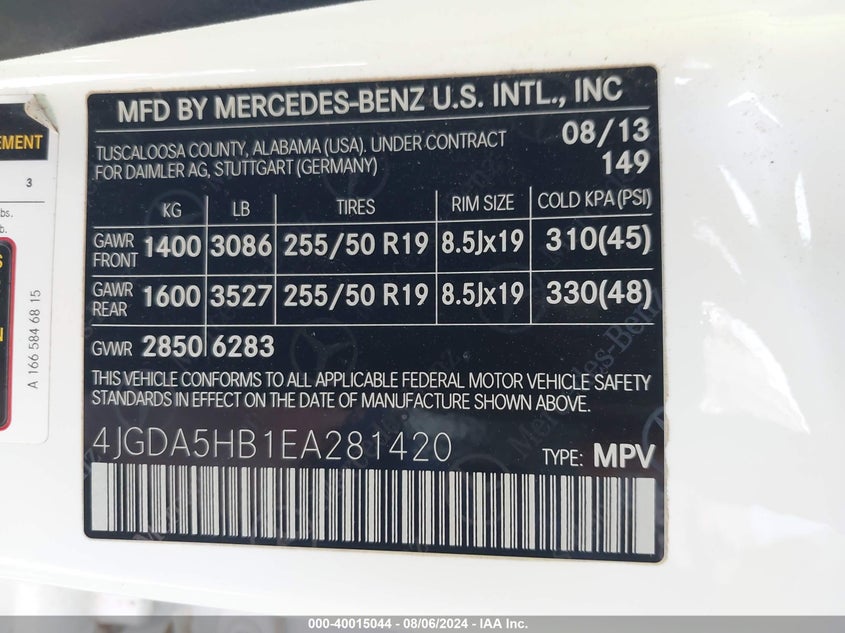 MFD BY MERCEDES-BENZ U.S. INTL., INC
TUSCALOOSA COUNTY, ALABAMA (USA). UNDER CONTRACT
FOR DAIMLER AG, STUTTGART (GERMANY)
08/13
149
KG LB TIRES RIM SIZE COLD KPA (PSI)
GAWR FRONT 1400 3086 255/50 R19 8.5Jx19 310(45)
GAWR REAR 1600 3527 255/50 R19 8.5Jx19 330(48)
GVWR 2850 6283
THIS VEHICLE CONFORMS TO ALL APPLICABLE FEDERAL MOTOR VEHICLE SAFETY
STANDARDS IN EFFECT ON THE DATE OF MANUFACTURE SHOWN ABOVE.
4JGDA5HB1EA281420 TYPE: MPV
3
A 166 584 68 15
000-40015044 - 08/06/2024 - IAA Inc.